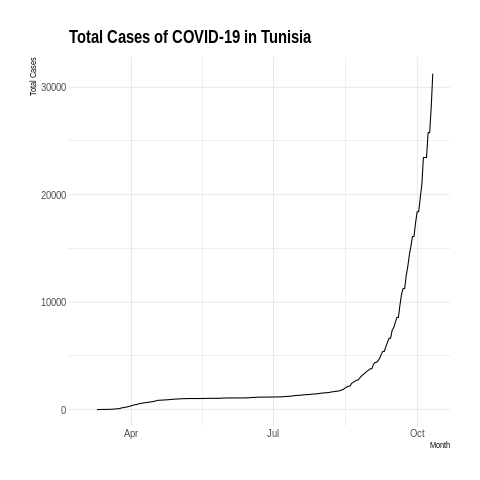 Total Cases of COVID-19 in Tunisia
Total Cases
30000
20000
10000
0
Apr
Jul
Oct
Month